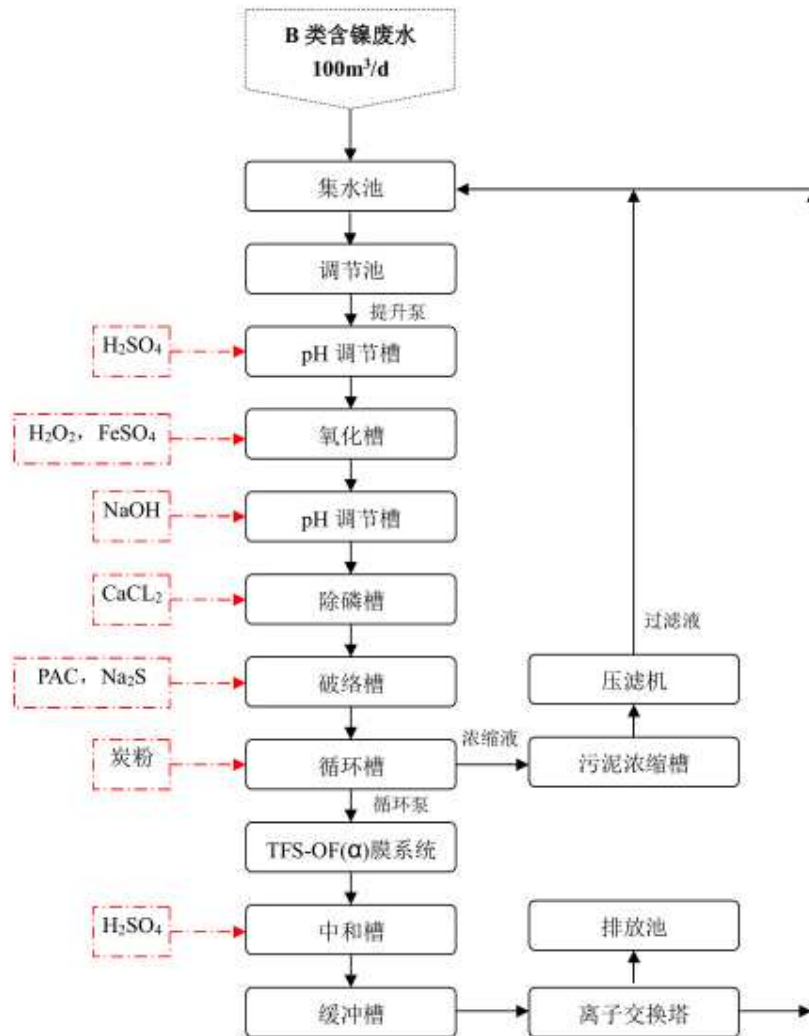 B 类含镍废水
100m³/d
集水池
调节池
提升泵
H₂SO₄
pH 调节槽
H₂O₂，FeSO₄
氧化槽
NaOH
pH 调节槽
CaCL₂
除磷槽
过滤液
PAC，Na₂S
破络槽
压滤机
炭粉
循环槽
浓缩液
污泥浓缩槽
循环泵
TFS-OF(α)膜系统
H₂SO₄
中和槽
排放池
缓冲槽
离子交换塔